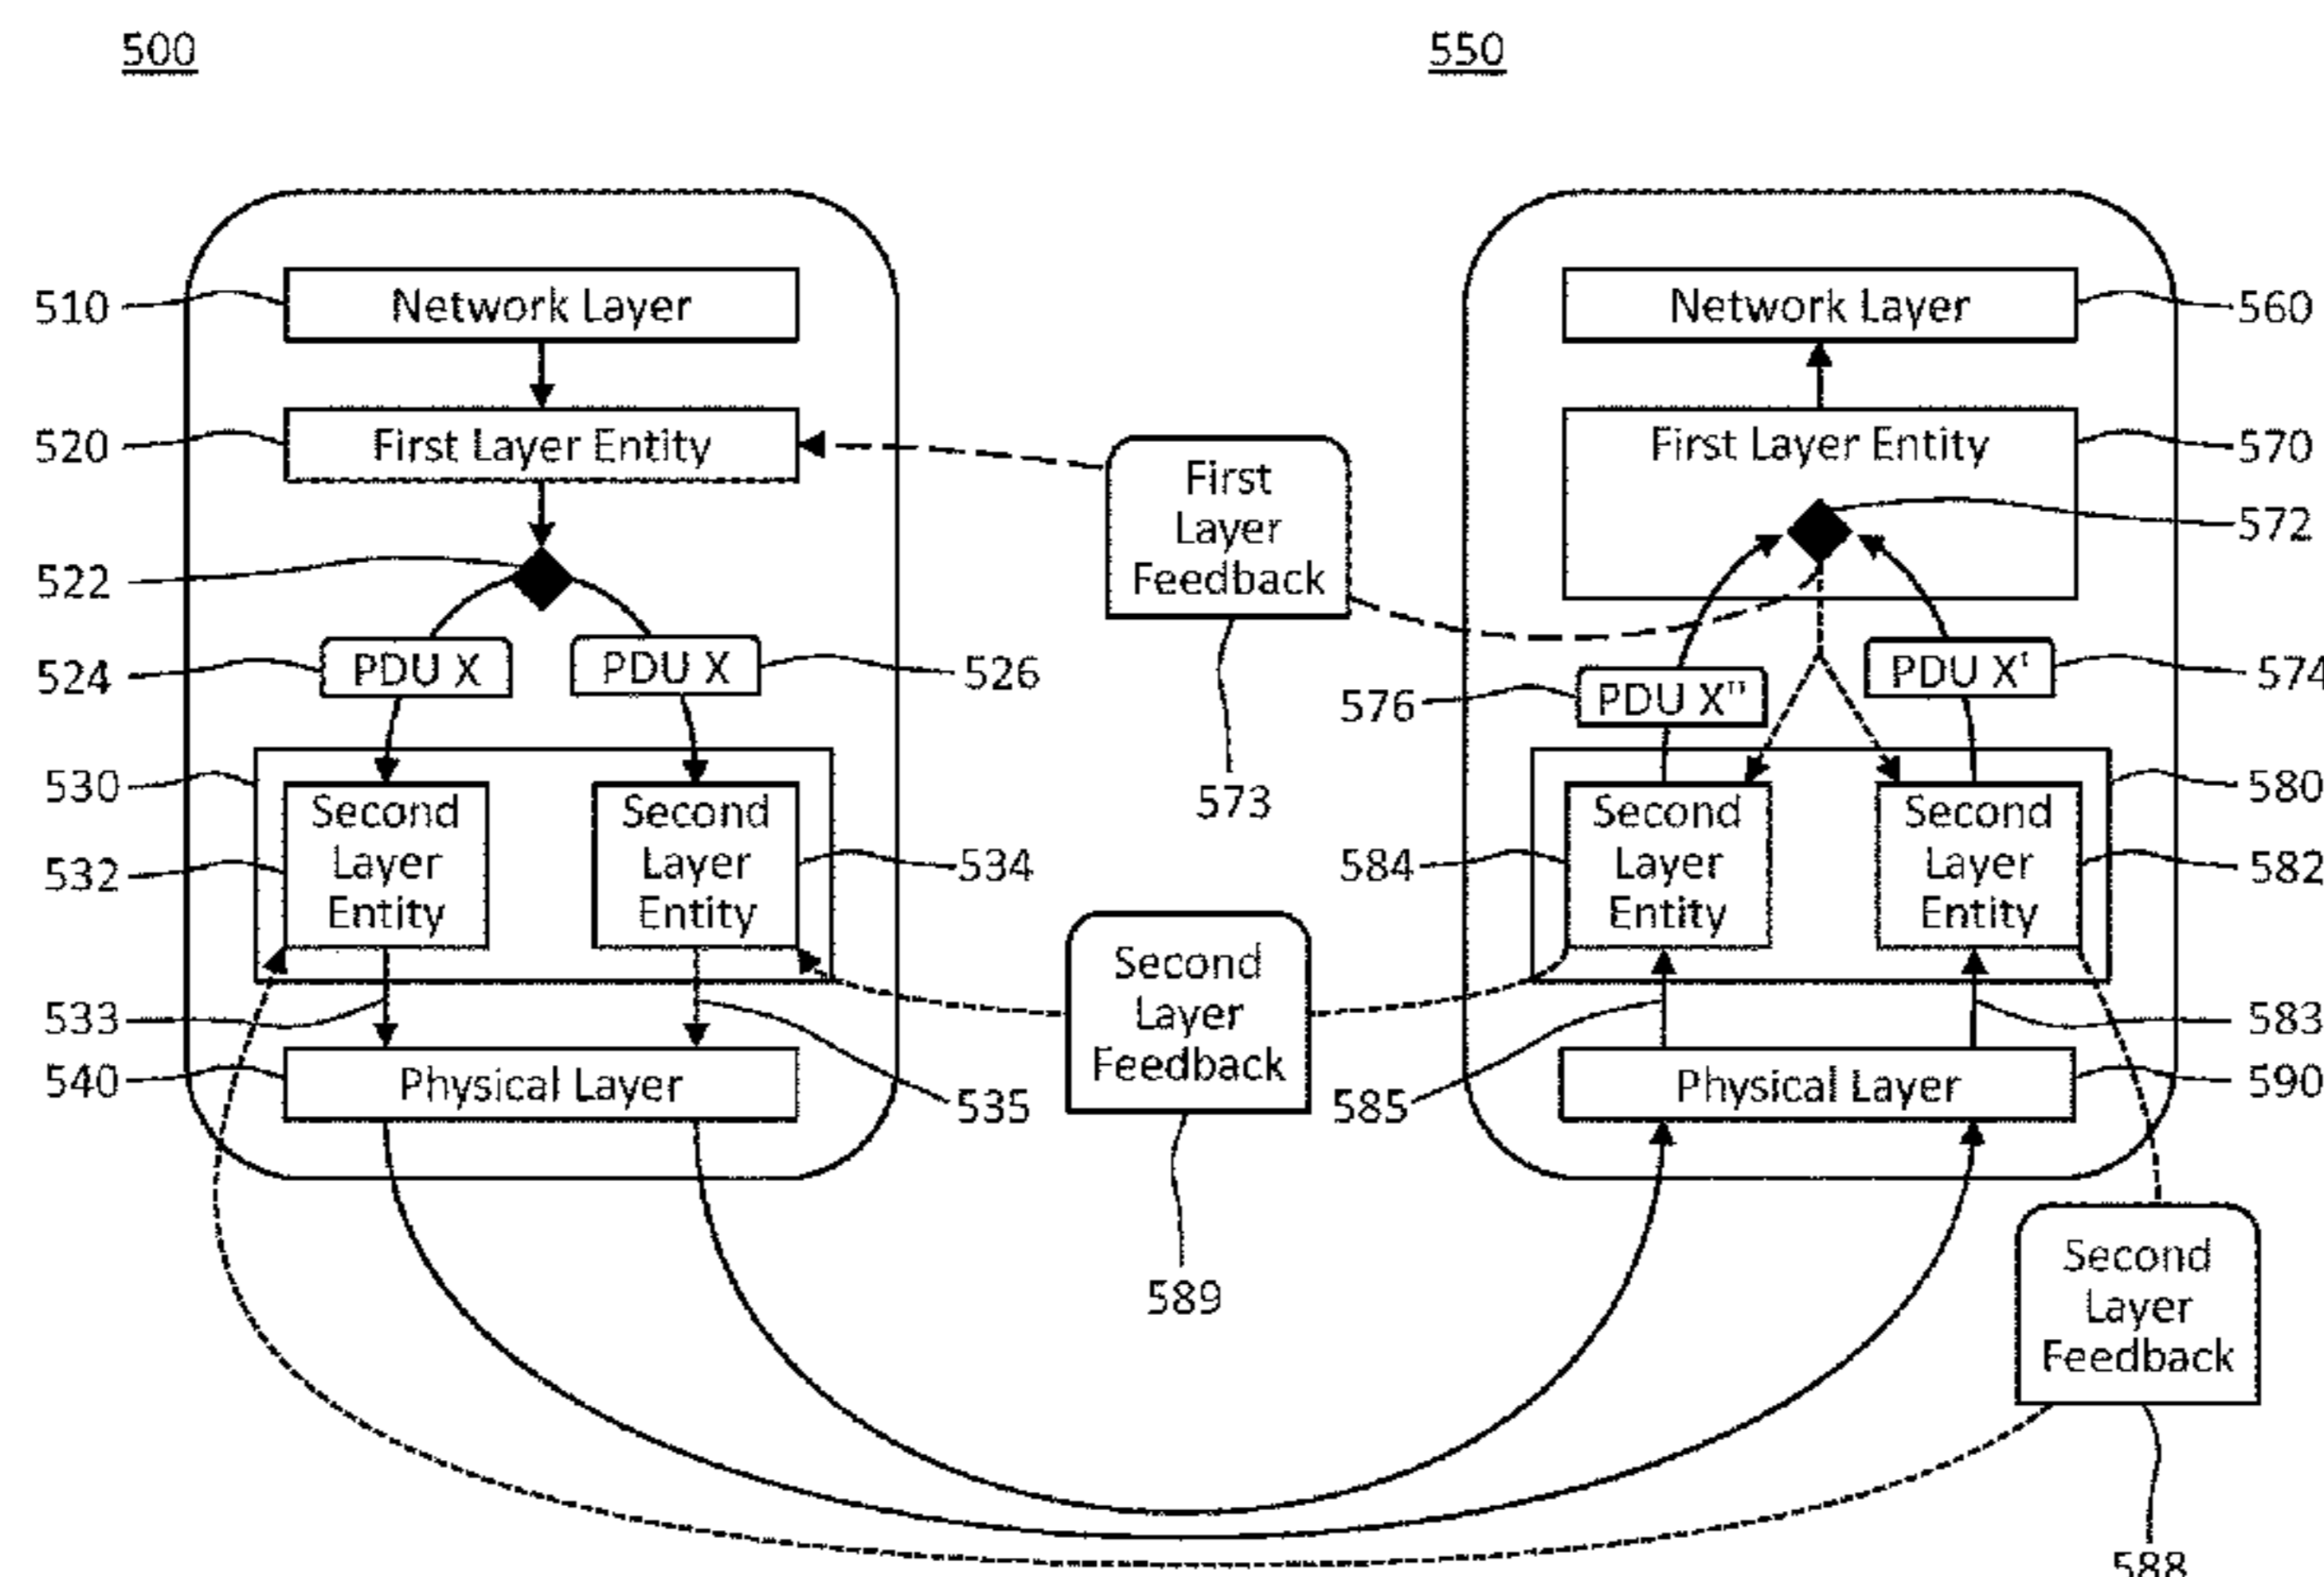 500
550
510
Network Layer
Network Layer
560
520
First Layer Entity
First
Layer
Feedback
First Layer Entity
570
572
522
524
PDU X
PDU X
526
573
576
PDU X"
PDU X'
574
530
532
Second
Layer
Entity
Second
Layer
Entity
534
584
Second
Layer
Entity
Second
Layer
Entity
580
582
Second
Layer
Feedback
533
540
Physical Layer
535
585
Physical Layer
583
590
589
Second
Layer
Feedback
588